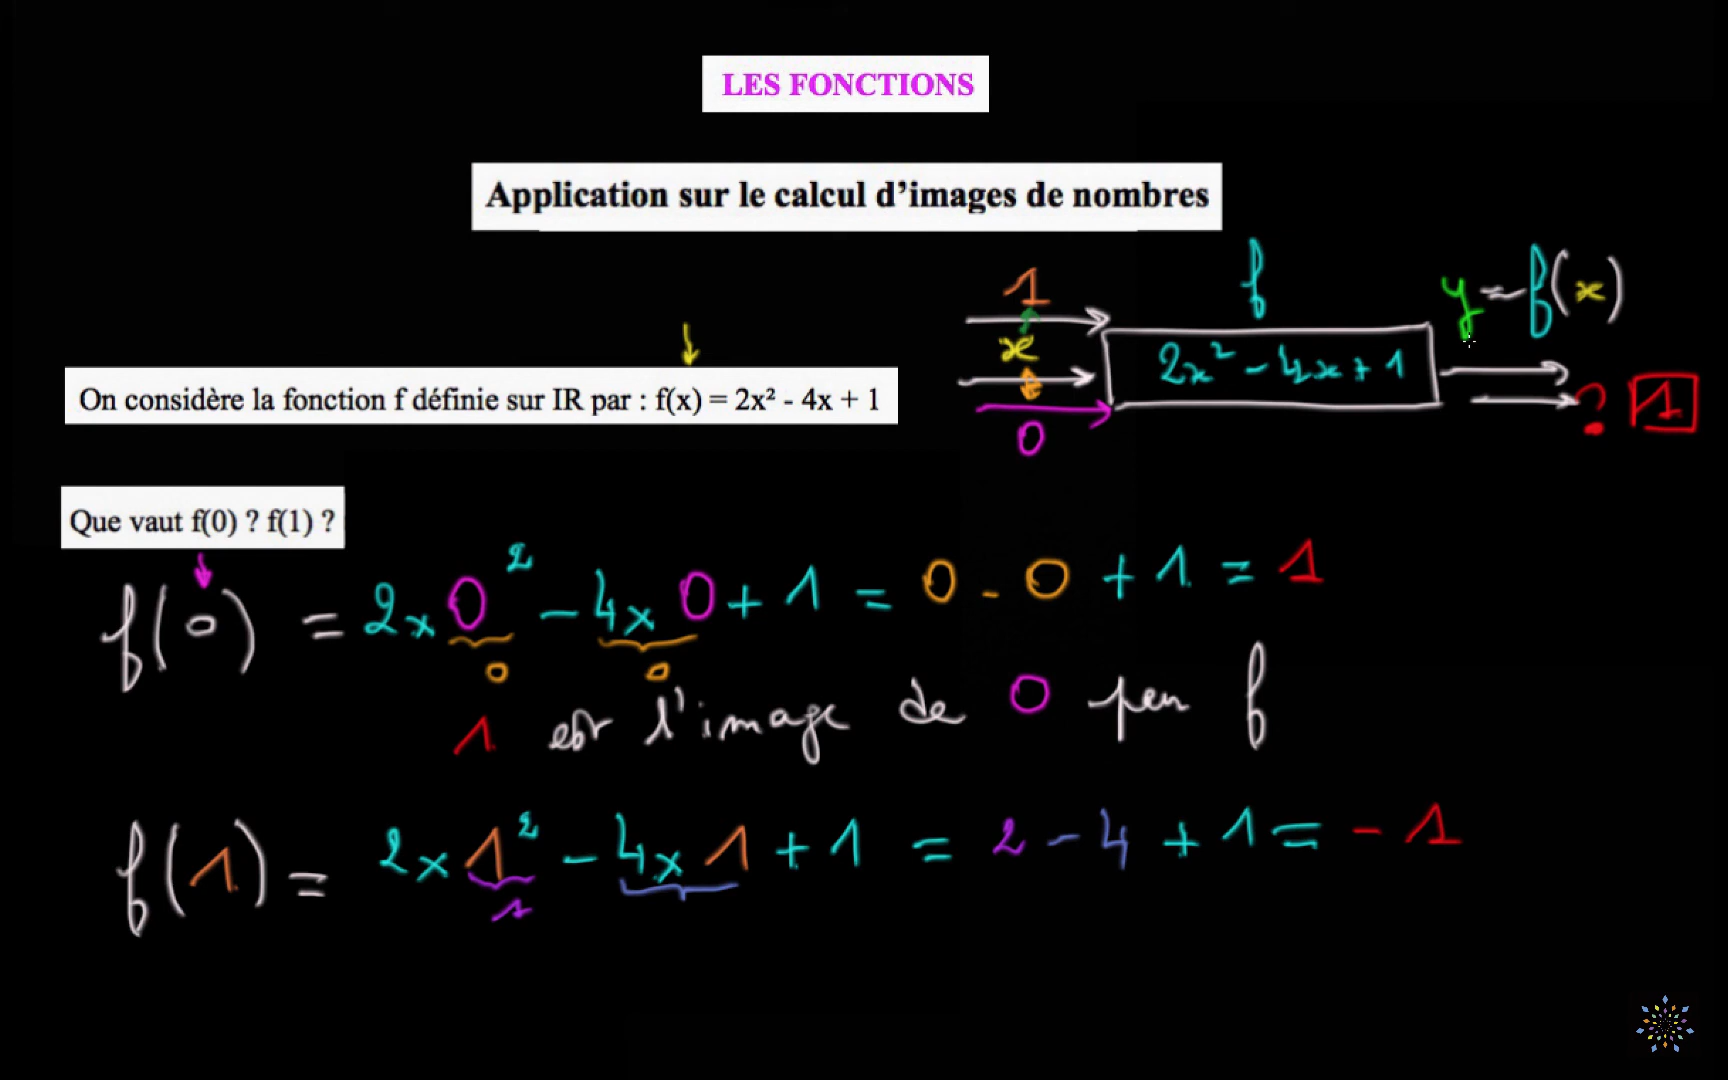 LES FONCTIONS
Application sur le calcul d'images de nombres
1
f
y = f(x)
x
2x² - 4x + 1
On considère la fonction f définie sur IR par : f(x) = 2x² - 4x + 1
0
? 1
Que vaut f(0) ? f(1) ?
f(0) = 2x0² - 4x0 + 1 = 0 - 0 + 1 = 1
0 0
1 est l'image de 0 par f
f(1) = 2x1² - 4x1 + 1 = 2 - 4 + 1 = - 1
1